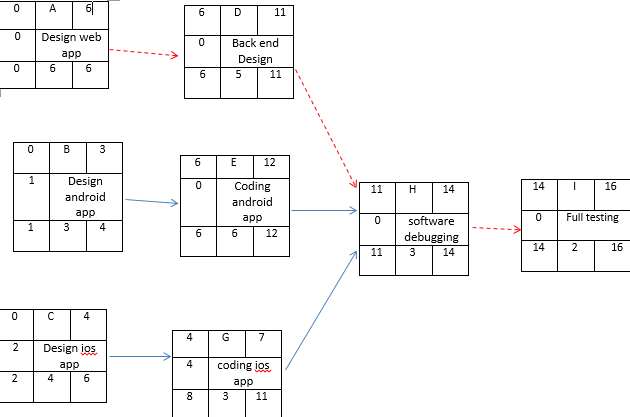 0 A 6
0 Design web
app
0 6 6
6 D 11
0 Back end
Design
6 5 11
0 B 3
1 Design
android
app
1 3 4
6 E 12
0 Coding
android
app
6 6 12
11 H 14
0 software
debugging
11 3 14
14 I 16
0 Full testing
14 2 16
0 C 4
2 Design ios
app
2 4 6
4 G 7
4 coding ios
app
8 3 11